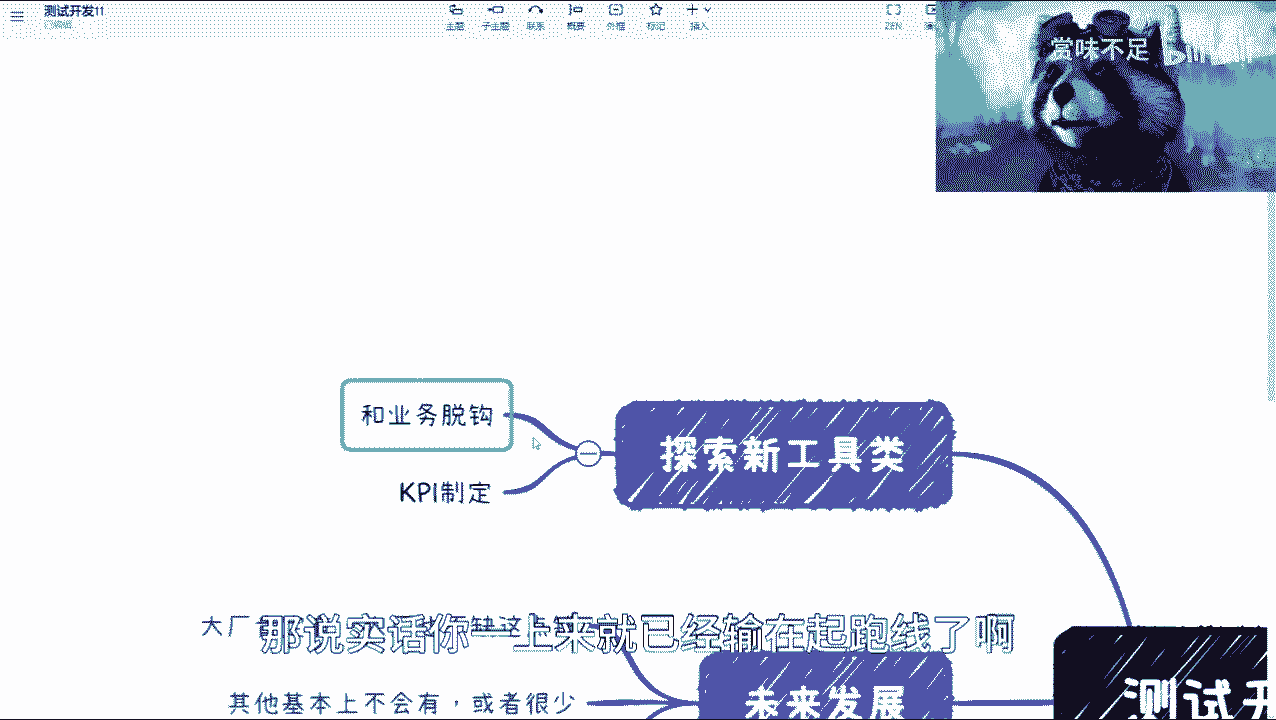 测试开发11
已编辑
主题 子主题 联系 概要 外框 标记 插入 ZEN
赏味不足
和业务脱钩
探索新工具类
KPI制定
大厂
那说实话你一上来就已经输在起跑线了啊
其他基本上不会有，或者很少
未来发展
测试开